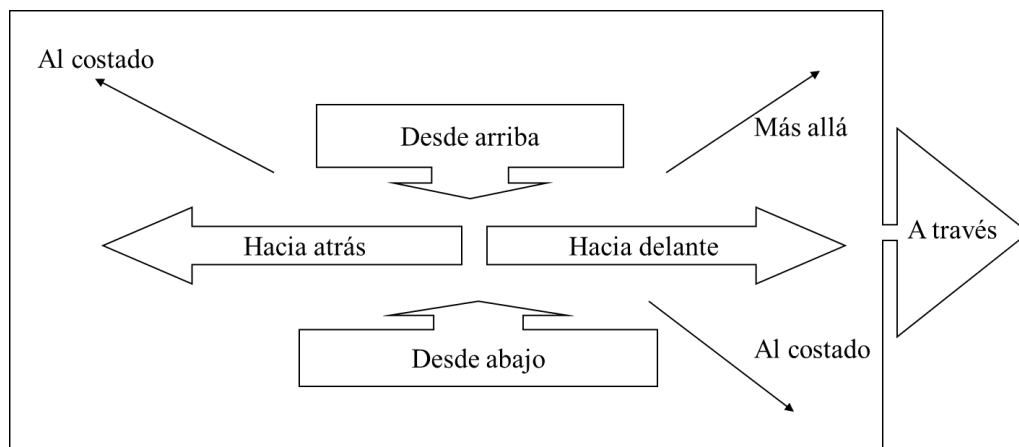 Al costado
Desde arriba
Más allá
Hacia atrás
Hacia delante
A través
Desde abajo
Al costado